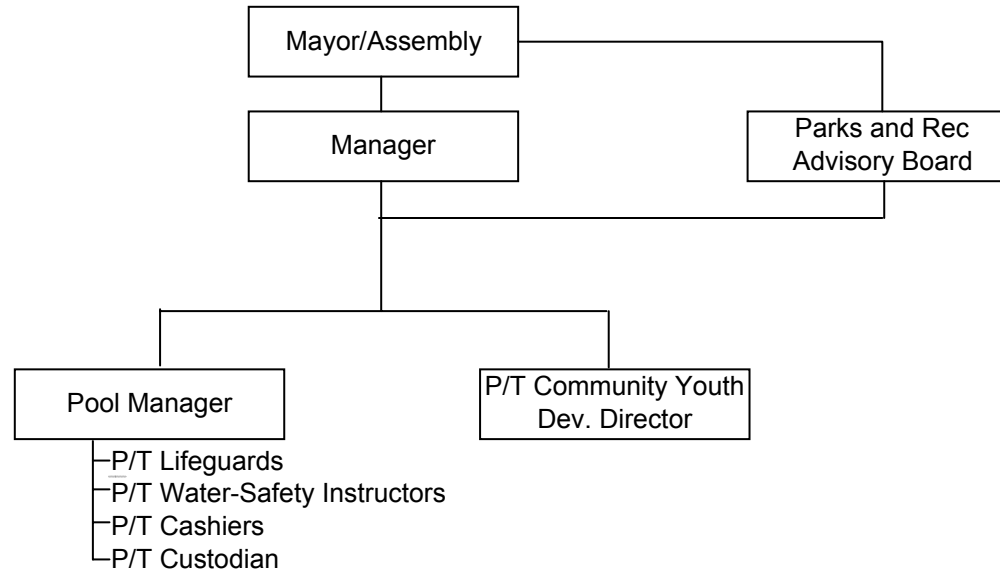 Mayor/Assembly
Manager
Parks and Rec
Advisory Board
Pool Manager
P/T Community Youth
Dev. Director
P/T Lifeguards
P/T Water-Safety Instructors
P/T Cashiers
P/T Custodian